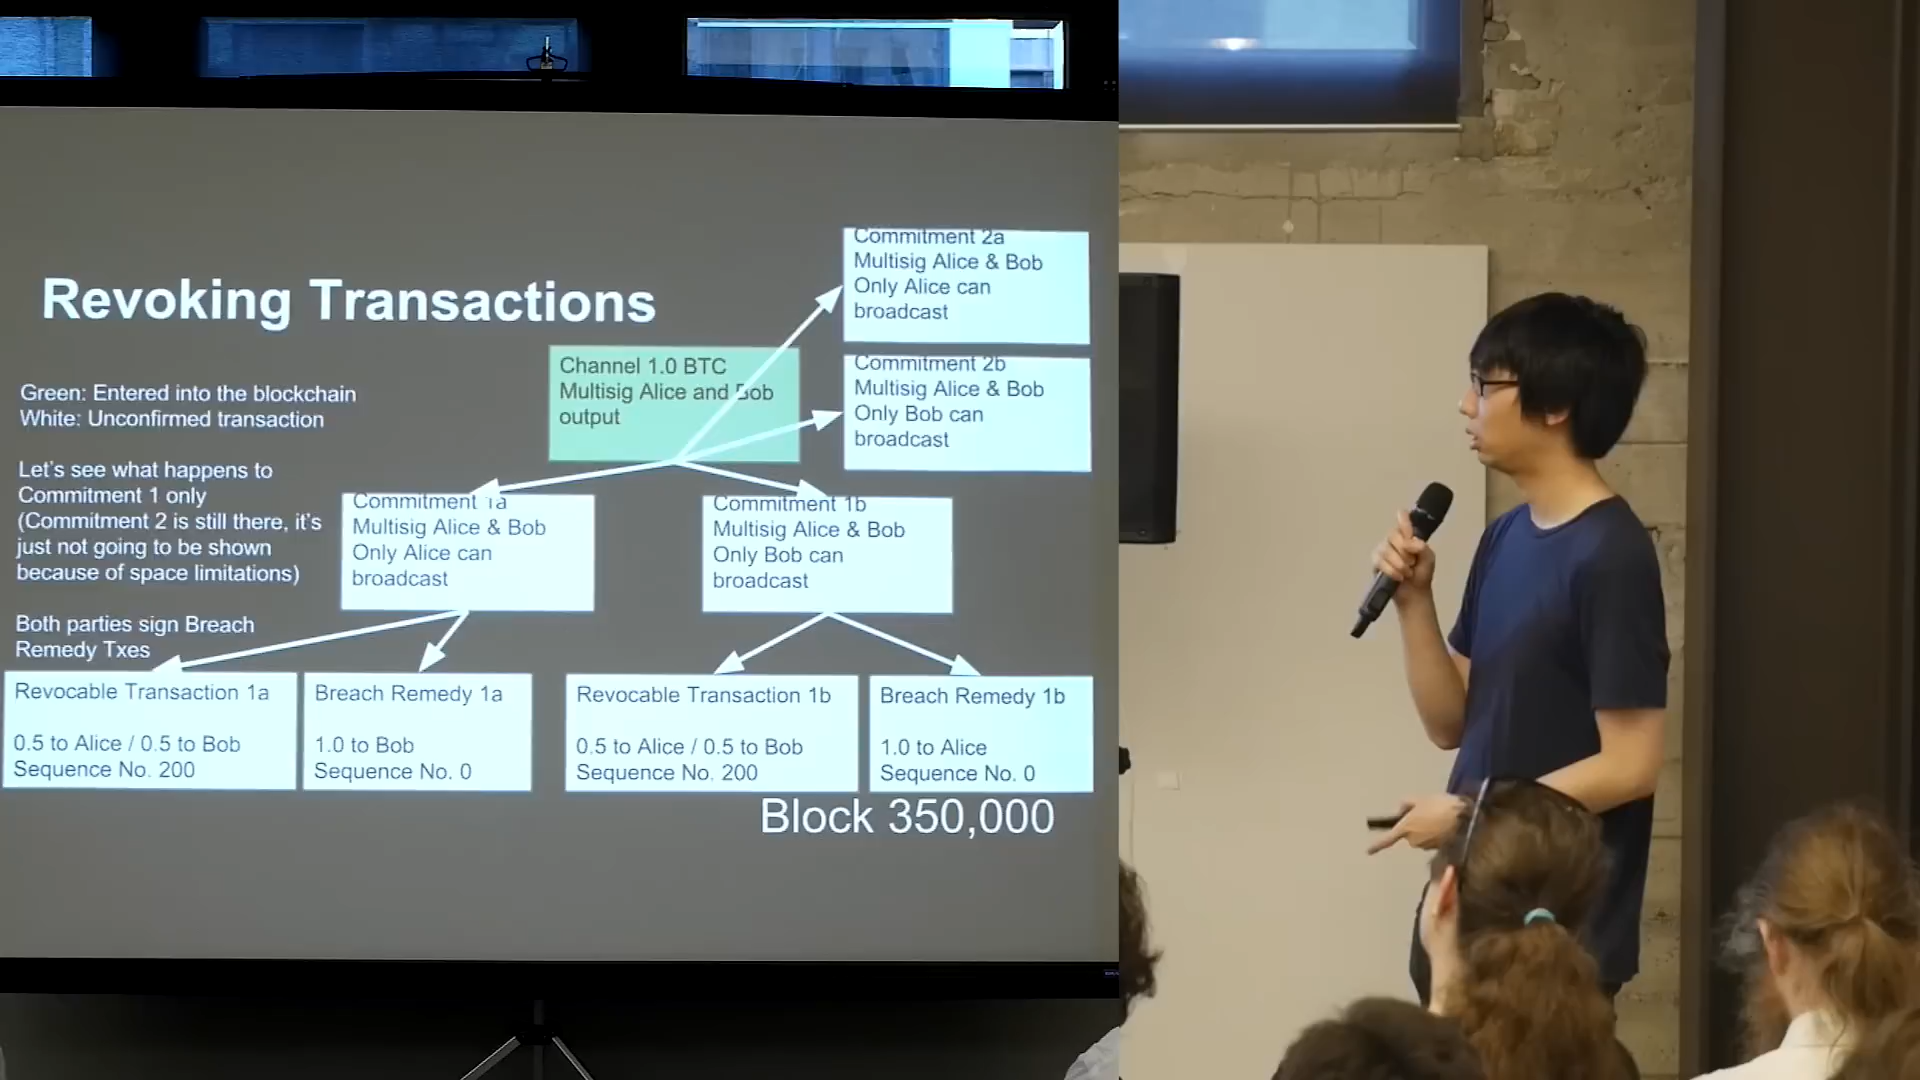 Revoking Transactions
Green: Entered into the blockchain
White: Unconfirmed transaction
Let's see what happens to
Commitment 1 only
(Commitment 2 is still there, it's
just not going to be shown
because of space limitations)
Both parties sign Breach
Remedy Txes
Channel 1.0 BTC
Multisig Alice and Bob
output
Commitment 2a
Multisig Alice & Bob
Only Alice can
broadcast
Commitment 2b
Multisig Alice & Bob
Only Bob can
broadcast
Commitment 1a
Multisig Alice & Bob
Only Alice can
broadcast
Commitment 1b
Multisig Alice & Bob
Only Bob can
broadcast
Revocable Transaction 1a
0.5 to Alice / 0.5 to Bob
Sequence No. 200
Breach Remedy 1a
1.0 to Bob
Sequence No. 0
Revocable Transaction 1b
0.5 to Alice / 0.5 to Bob
Sequence No. 200
Breach Remedy 1b
1.0 to Alice
Sequence No. 0
Block 350,000